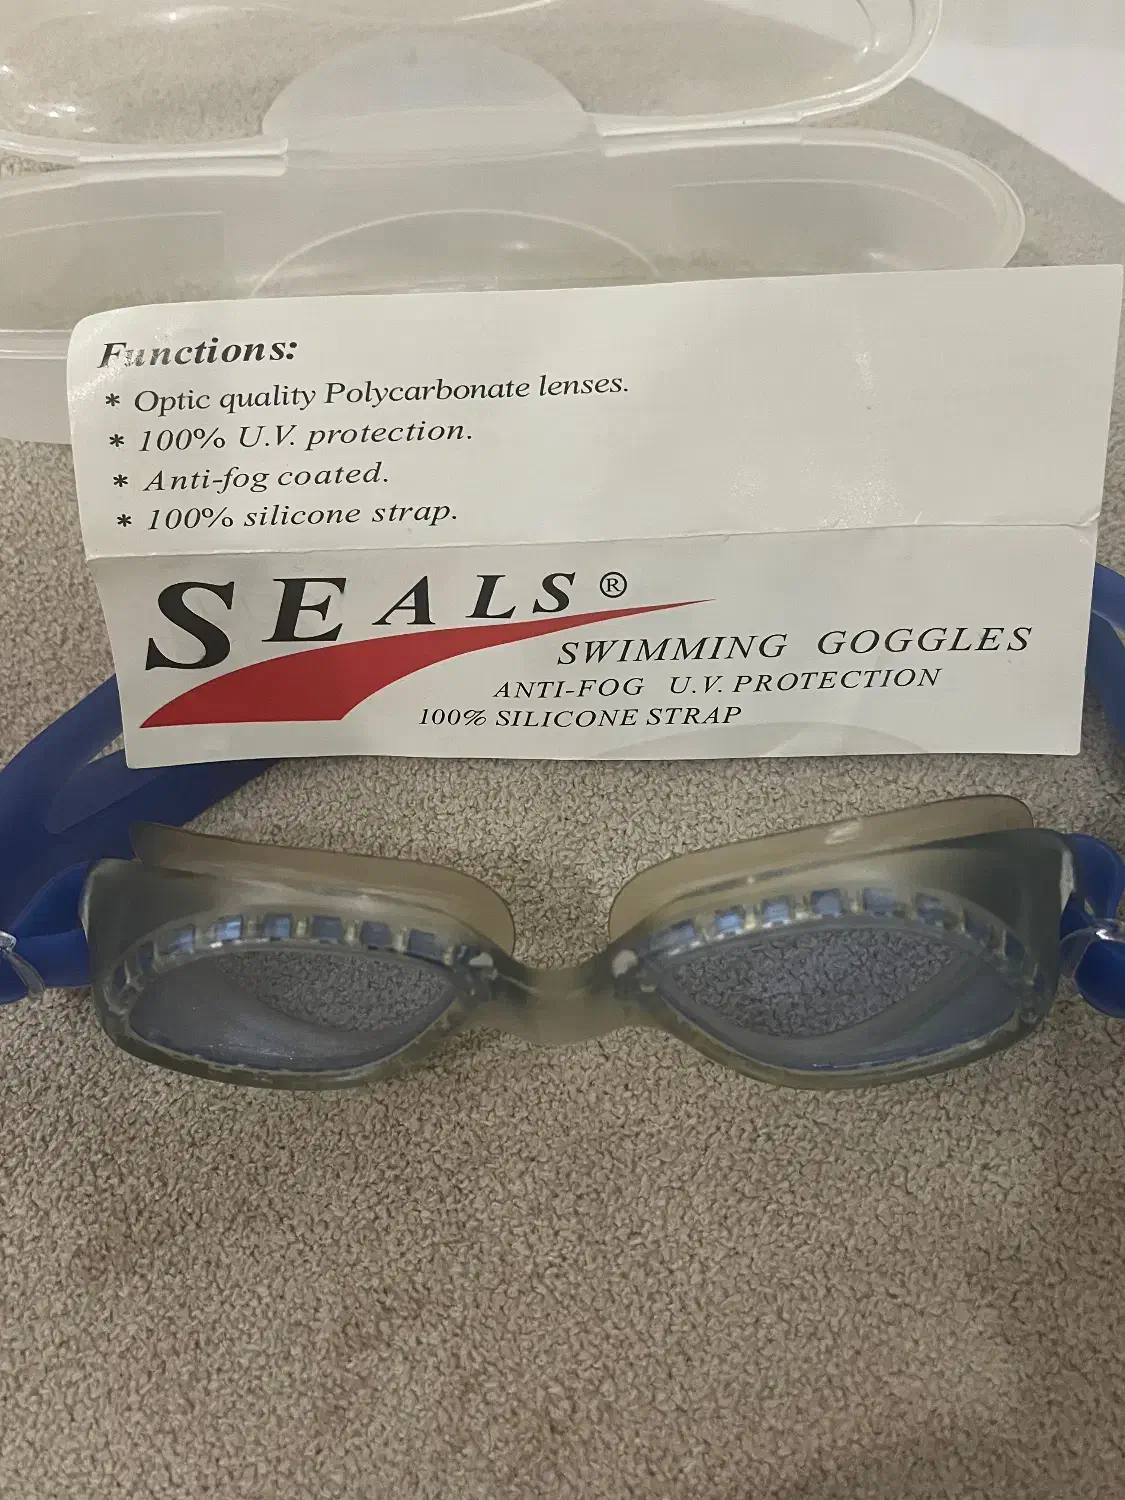 Functions:
* Optic quality Polycarbonate lenses.
* 100% U.V. protection.
* Anti-fog coated.
* 100% silicone strap.
SEALS®
SWIMMING GOGGLES
ANTI-FOG U.V. PROTECTION
100% SILICONE STRAP